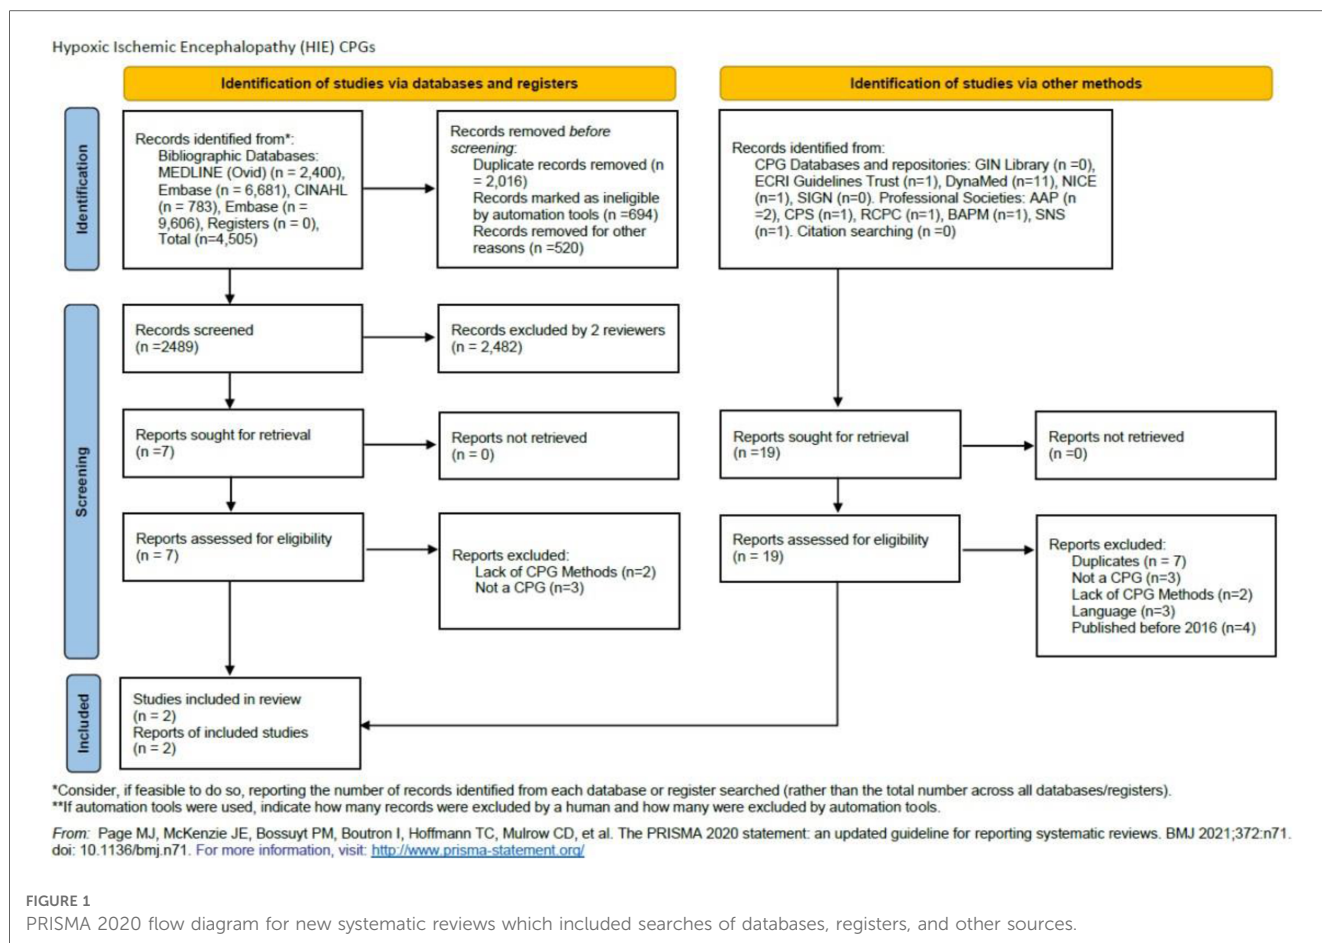 Hypoxic Ischemic Encephalopathy (HIE) CPGs
Identification of studies via databases and registers
Identification of studies via other methods
Identification
Records identified from*:
Bibliographic Databases:
MEDLINE (Ovid) (n = 2,400),
Embase (n = 6,681), CINAHL
(n = 783), Embase (n =
9,606), Registers (n = 0),
Total (n=4,505)
Records removed before
screening:
Duplicate records removed (n
= 2,016)
Records marked as ineligible
by automation tools (n =694)
Records removed for other
reasons (n =520)
Records identified from:
CPG Databases and repositories: GIN Library (n =0),
ECRI Guidelines Trust (n=1), DynaMed (n=11), NICE
(n=1), SIGN (n=0). Professional Societies: AAP (n
=2), CPS (n=1), RCPC (n=1), BAPM (n=1), SNS
(n=1). Citation searching (n =0)
Screening
Records screened
(n =2489)
Records excluded by 2 reviewers
(n = 2,482)
Reports sought for retrieval
(n =7)
Reports not retrieved
(n = 0)
Reports sought for retrieval
(n =19)
Reports not retrieved
(n =0)
Reports assessed for eligibility
(n = 7)
Reports excluded:
Lack of CPG Methods (n=2)
Not a CPG (n=3)
Reports assessed for eligibility
(n = 19)
Reports excluded:
Duplicates (n = 7)
Not a CPG (n=3)
Lack of CPG Methods (n=2)
Language (n=3)
Published before 2016 (n=4)
Included
Studies included in review
(n = 2)
Reports of included studies
(n = 2)
*Consider, if feasible to do so, reporting the number of records identified from each database or register searched (rather than the total number across all databases/registers).
**If automation tools were used, indicate how many records were excluded by a human and how many were excluded by automation tools.
From: Page MJ, McKenzie JE, Bossuyt PM, Boutron I, Hoffmann TC, Mulrow CD, et al. The PRISMA 2020 statement: an updated guideline for reporting systematic reviews. BMJ 2021;372:n71.
doi: 10.1136/bmj.n71. For more information, visit: http://www.prisma-statement.org/
FIGURE 1
PRISMA 2020 flow diagram for new systematic reviews which included searches of databases, registers, and other sources.